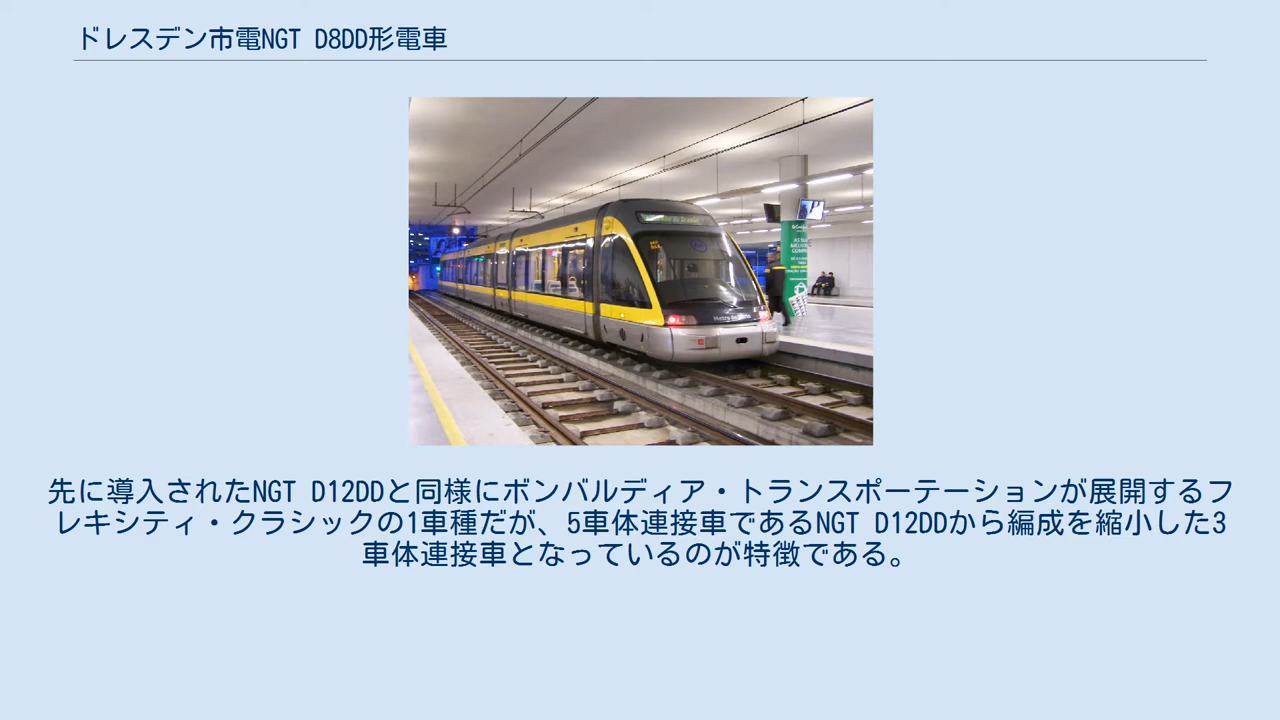 ドレスデン市電NGT D8DD形電車
先に導入されたNGT D12DDと同様にボンバルディア・トランスポーテーションが展開するフ
レキシティ・クラシックの1車種だが、5車体連接車であるNGT D12DDから編成を縮小した3
車体連接車となっているのが特徴である。